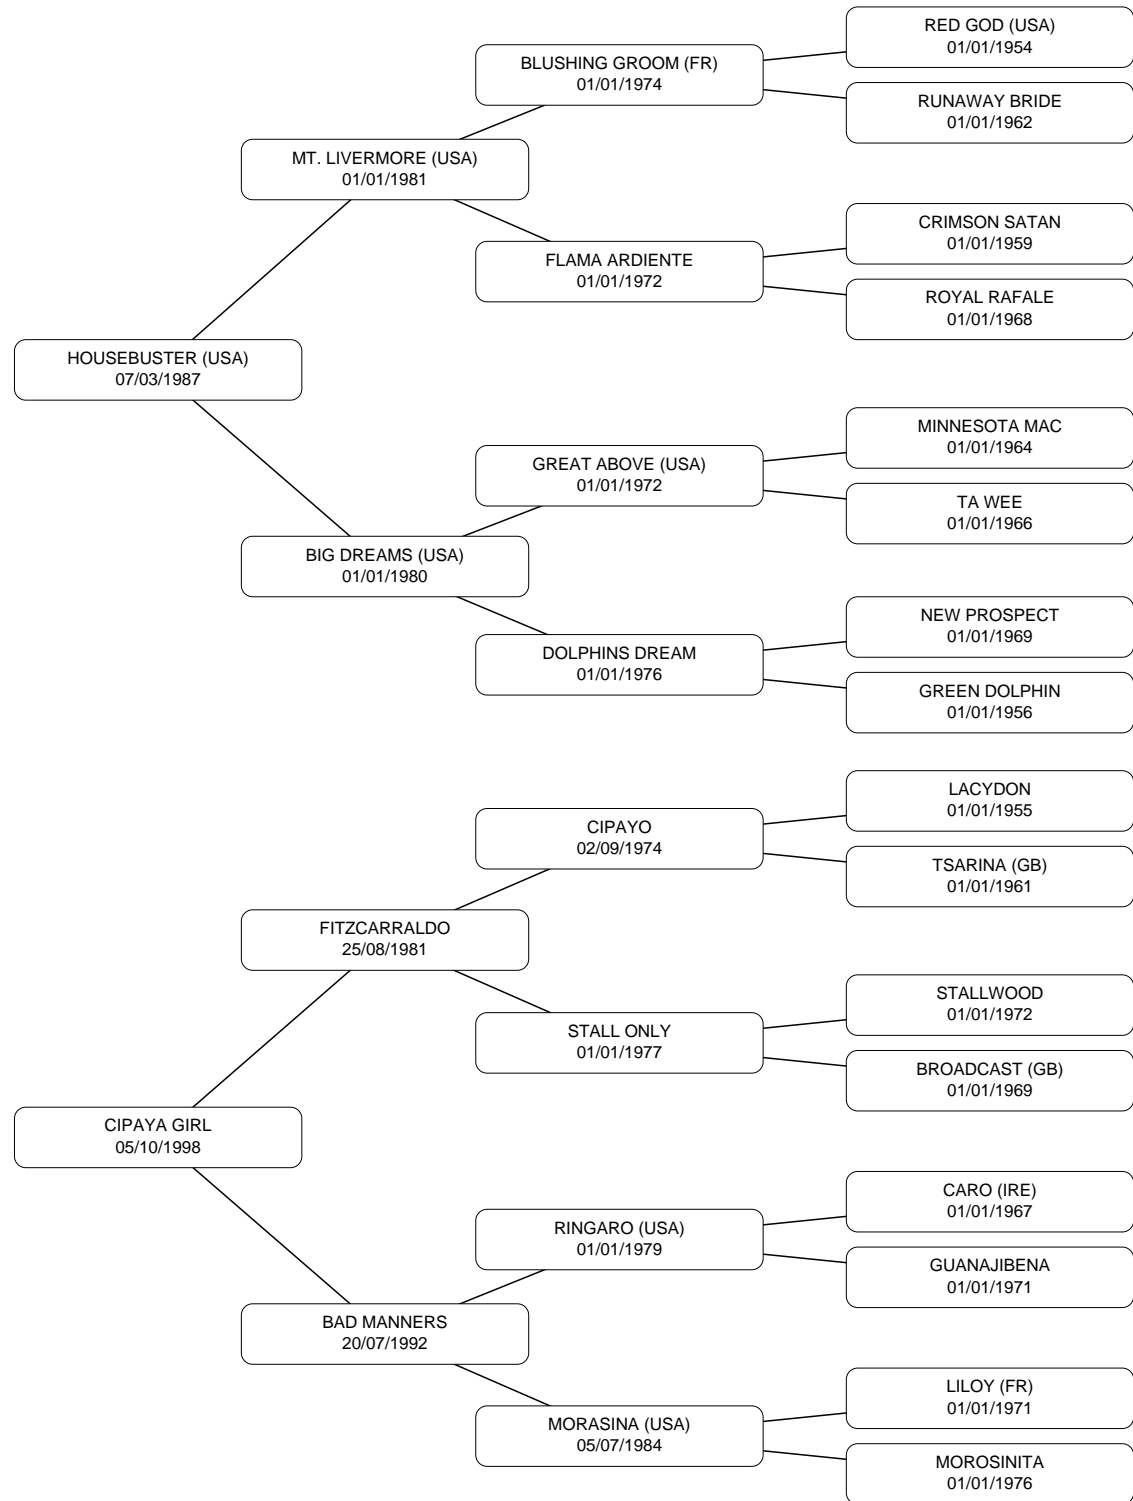 RED GOD (USA)
01/01/1954
BLUSHING GROOM (FR)
01/01/1974
RUNAWAY BRIDE
01/01/1962
MT. LIVERMORE (USA)
01/01/1981
CRIMSON SATAN
01/01/1959
FLAMA ARDIENTE
01/01/1972
ROYAL RAFALE
01/01/1968
HOUSEBUSTER (USA)
07/03/1987
MINNESOTA MAC
01/01/1964
GREAT ABOVE (USA)
01/01/1972
TA WEE
01/01/1966
BIG DREAMS (USA)
01/01/1980
NEW PROSPECT
01/01/1969
DOLPHINS DREAM
01/01/1976
GREEN DOLPHIN
01/01/1956
LACYDON
01/01/1955
CIPAYO
02/09/1974
TSARINA (GB)
01/01/1961
FITZCARRALDO
25/08/1981
STALLWOOD
01/01/1972
STALL ONLY
01/01/1977
BROADCAST (GB)
01/01/1969
CIPAYA GIRL
05/10/1998
CARO (IRE)
01/01/1967
RINGARO (USA)
01/01/1979
GUANAJIBENA
01/01/1971
BAD MANNERS
20/07/1992
LILOY (FR)
01/01/1971
MORASINA (USA)
05/07/1984
MOROSINITA
01/01/1976